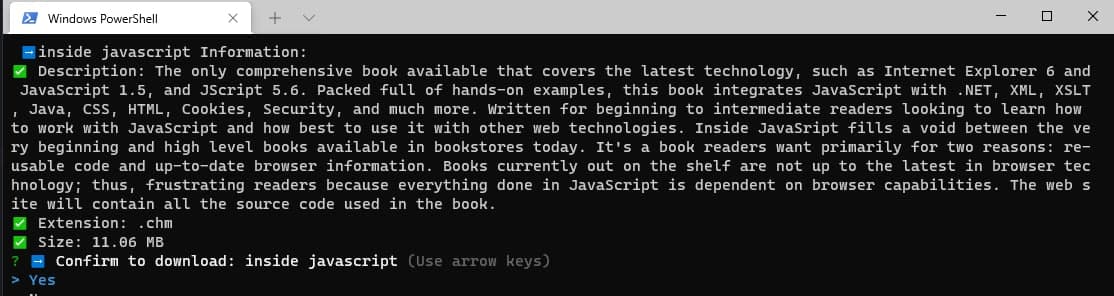 Windows PowerShell
➡inside javascript Information:
✅ Description: The only comprehensive book available that covers the latest technology, such as Internet Explorer 6 and
JavaScript 1.5, and JScript 5.6. Packed full of hands-on examples, this book integrates JavaScript with .NET, XML, XSLT
, Java, CSS, HTML, Cookies, Security, and much more. Written for beginning to intermediate readers looking to learn how
to work with JavaScript and how best to use it with other web technologies. Inside JavaSript fills a void between the ve
ry beginning and high level books available in bookstores today. It's a book readers want primarily for two reasons: re-
usable code and up-to-date browser information. Books currently out on the shelf are not up to the latest in browser tec
hnology; thus, frustrating readers because everything done in JavaScript is dependent on browser capabilities. The web s
ite will contain all the source code used in the book.
✅ Extension: .chm
✅ Size: 11.06 MB
? ➡ Confirm to download: inside javascript (Use arrow keys)
> Yes